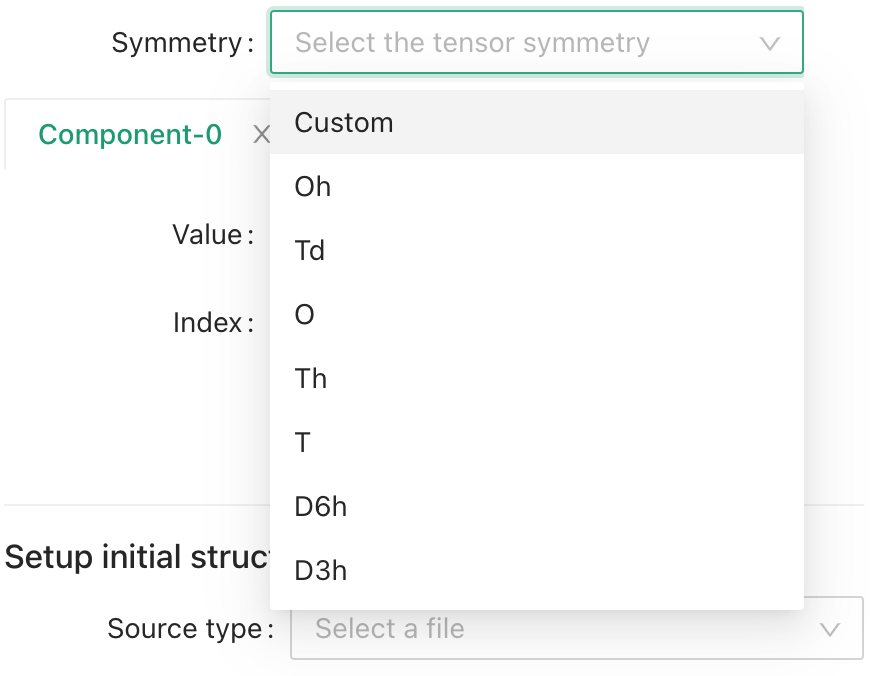 Symmetry: Select the tensor symmetry
Component-0
Custom
Oh
Td
Value:
O
Index:
Th
T
D6h
Setup initial struc
D3h
Source type: Select a file